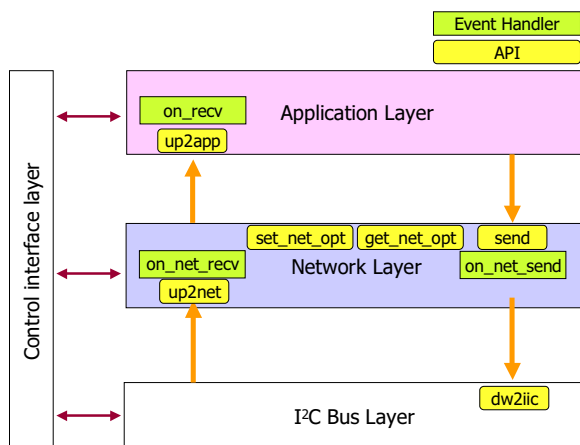 Event Handler
API
on_recv
Application Layer
up2app
set_net_opt
get_net_opt
send
on_net_recv
Network Layer
on_net_send
up2net
dw2iic
I²C Bus Layer
Control interface layer